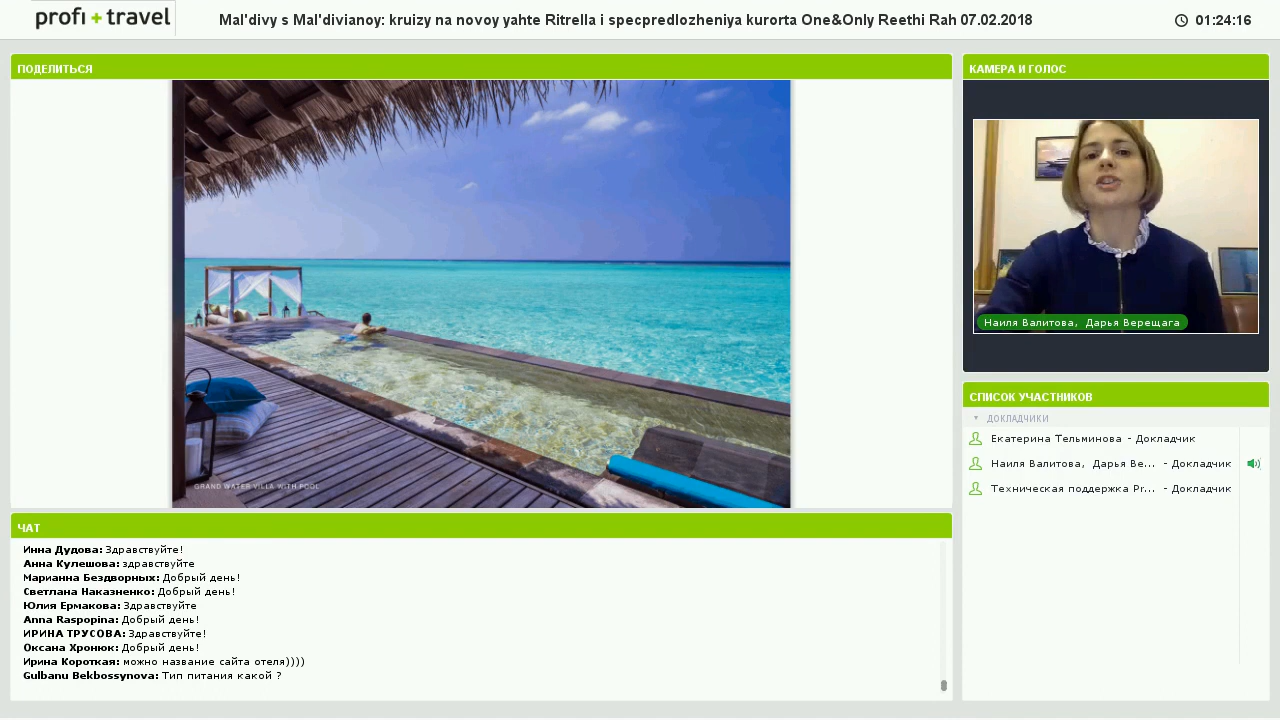 profi + travel
Mal'divy s Mal'divianoy: kruizy na novoy yahte Ritrella i specpredlozheniya kurorta One&Only Reethi Rah 07.02.2018
01:24:16
ПОДЕЛИТЬСЯ
GRAND WATER VILLA WITH POOL
ЧАТ
Инна Дудова: Здравствуйте!
Анна Кулешова: здравствуйте
Марианна Бездворных: Добрый день!
Светлана Наказненко: Добрый день!
Юлия Ермакова: Здравствуйте
Anna Raspopina: Добрый день!
ИРИНА ТРУСОВА: Здравствуйте!
Оксана Хронюк: Добрый день!
Ирина Короткая: можно название сайта отеля))))
Gulbanu Bekbossynova: Тип питания какой ?
КАМЕРА И ГОЛОС
Наиля Валитова, Дарья Верещага
СПИСОК УЧАСТНИКОВ
ДОКЛАДЧИКИ
Екатерина Тельминова - Докладчик
Наиля Валитова, Дарья Ве... - Докладчик
Техническая поддержка Pr... - Докладчик